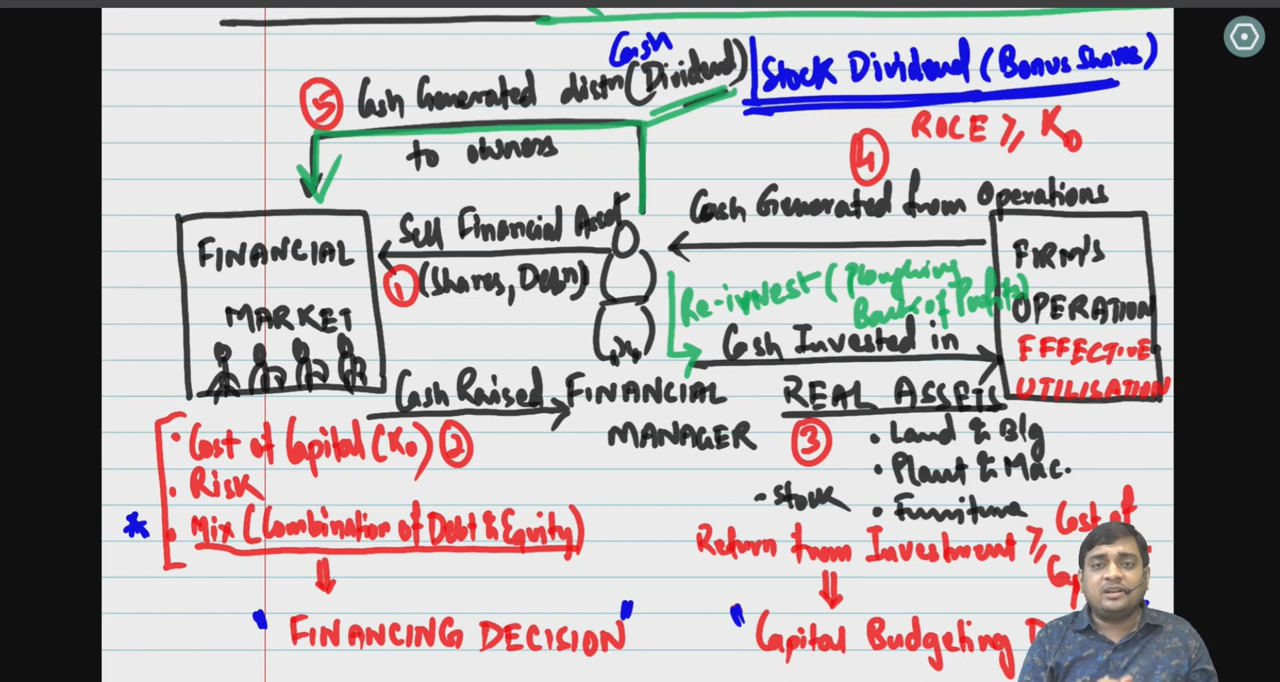 Cash
⑤ Cash Generated distn (Dividend) | Stock Dividend (Bonus Shares)
to owners
④ ROCE ≥ K₀
Cash Generated from Operations
Sell Financial Asset
① (Shares, Debn)
FINANCIAL
MARKET
FIRM'S
OPERATION
EFFECTIVE
UTILISATION
Re-invest (Ploughing
Back of Profits)
Cash Invested in
REAL ASSETS
③
Cash Raised
②
FINANCIAL
MANAGER
• Land & Blg
• Plant & Mac.
• Furniture
- Stock
• Cost of Capital (K₀)
• Risk
* • Mix (Combination of Debt & Equity)
Return from Investment ≥ Cost of
"FINANCING DECISION"
"Capital Budgeting